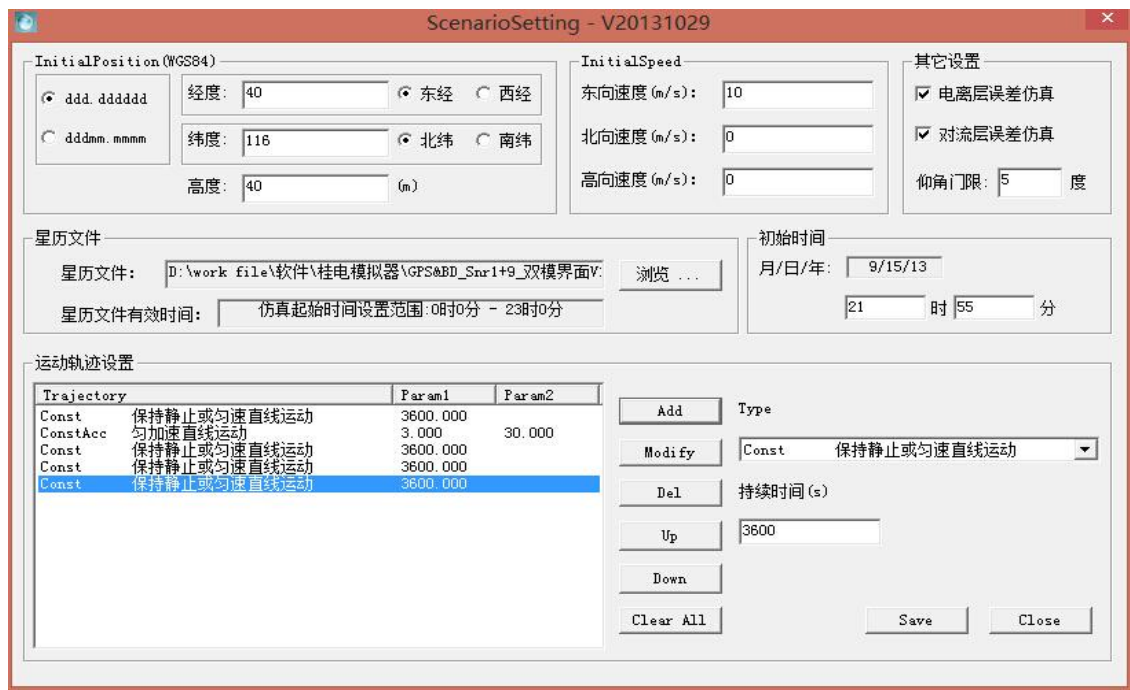 ScenarioSetting - V20131029
InitialPosition(WGS84)
ddd.dddddd
dddmm.mmmm
经度: 40 东经 西经
纬度: 116 北纬 南纬
高度: 40 (m)
InitialSpeed
东向速度(m/s): 10
北向速度(m/s): 0
高向速度(m/s): 0
其它设置
电离层误差仿真
对流层误差仿真
仰角门限: 5 度
星历文件
星历文件: D:\work file\软件\桂电模拟器\GPS&BD_Snr1+9_双模界面V
浏览 ...
星历文件有效时间: 仿真起始时间设置范围:0时0分 - 23时0分
初始时间
月/日/年: 9/15/13
21 时 55 分
运动轨迹设置
Trajectory Param1 Param2
Const 保持静止或匀速直线运动 3600.000
ConstAcc 匀加速直线运动 3.000 30.000
Const 保持静止或匀速直线运动 3600.000
Const 保持静止或匀速直线运动 3600.000
Const 保持静止或匀速直线运动 3600.000
Add
Modify
Del
Up
Down
Clear All
Type
Const 保持静止或匀速直线运动
持续时间(s)
3600
Save Close